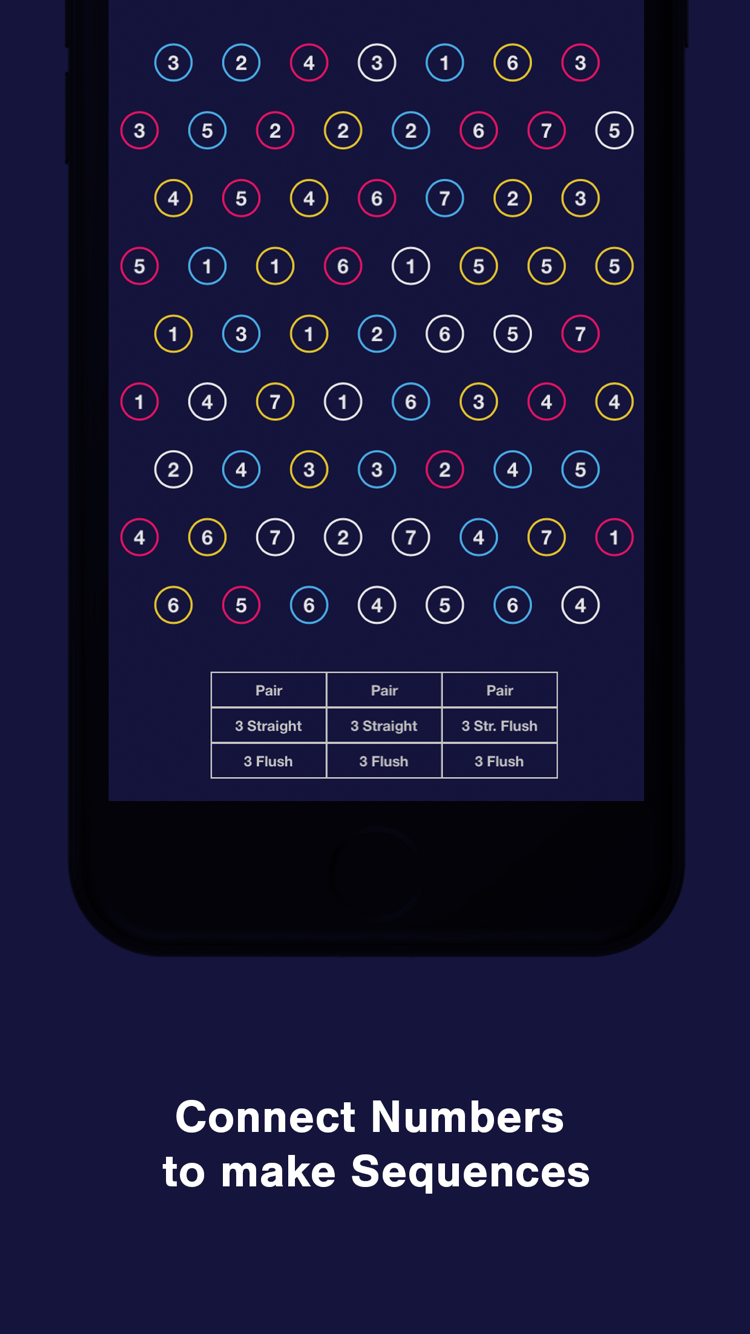 3 2 4 3 1 6 3
3 5 2 2 2 6 7 5
4 5 4 6 7 2 3
5 1 1 6 1 5 5 5
1 3 1 2 6 5 7
1 4 7 1 6 3 4 4
2 4 3 3 2 4 5
4 6 7 2 7 4 7 1
6 5 6 4 5 6 4
Pair Pair Pair
3 Straight 3 Straight 3 Str. Flush
3 Flush 3 Flush 3 Flush
Connect Numbers
to make Sequences